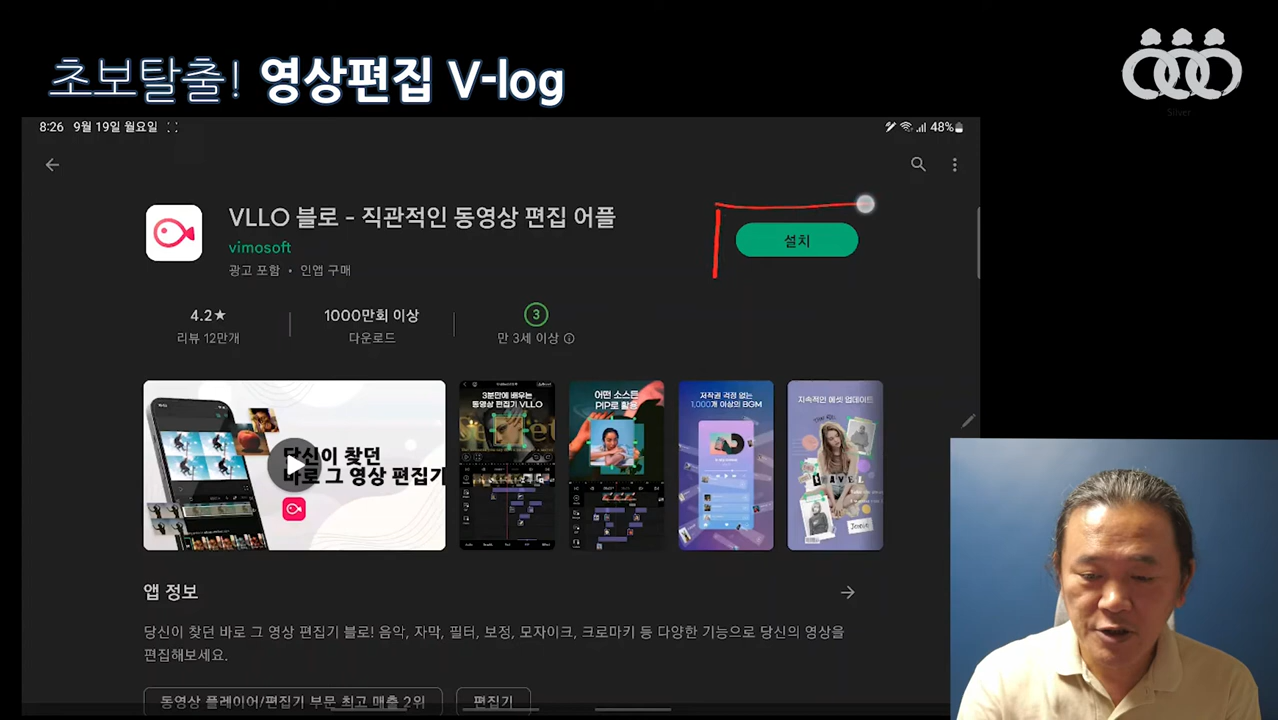 초보탈출! 영상편집 V-log
Silver
8:26 9월 19일 월요일
48%
VLLO 블로 - 직관적인 동영상 편집 어플
vimosoft
광고 포함 • 인앱 구매
설치
4.2★
리뷰 12만개
1000만회 이상
다운로드
3
만 3세 이상
당신이 찾던
바로 그 영상 편집기
3분만에 배우는
동영상 편집기 VLLO
어떤 소스든
PIP로 활용
저작권 걱정 없는
1,000개 이상의 BGM
지속적인 에셋 업데이트
TRAVEL
앱 정보
당신이 찾던 바로 그 영상 편집기 블로! 음악, 자막, 필터, 보정, 모자이크, 크로마키 등 다양한 기능으로 당신의 영상을
편집해보세요.
동영상 플레이어/편집기 부문 최고 매출 2위
편집기